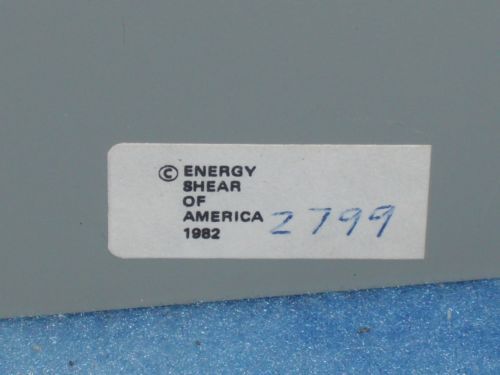 © ENERGY
SHEAR
OF
AMERICA 2799
1982